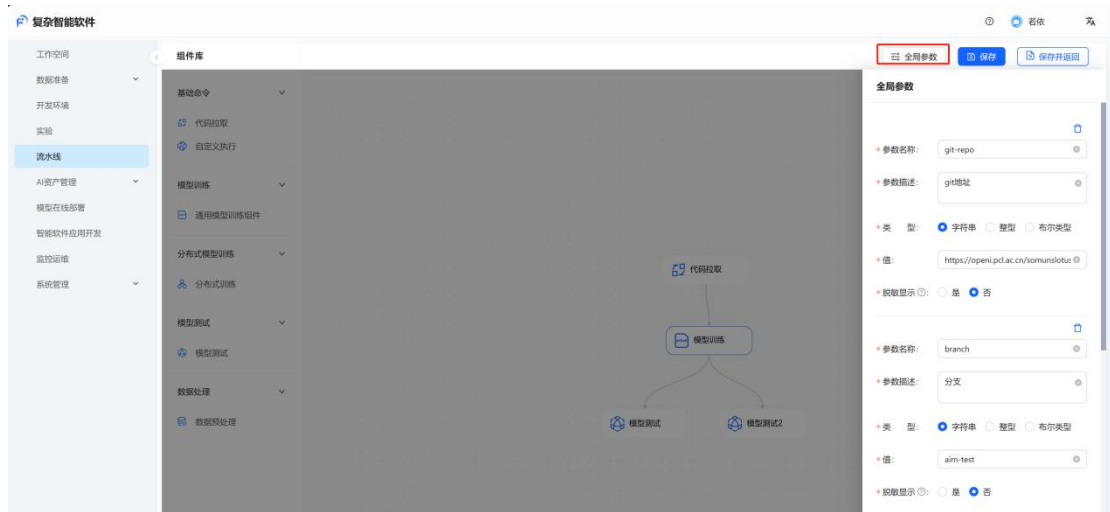 复杂智能软件
若依
工作空间
数据准备
开发环境
实验
流水线
AI资产管理
模型在线部署
智能软件应用开发
监控运维
系统管理
组件库
全局参数
保存
保存并返回
基础命令
代码拉取
自定义执行
模型训练
通用模型训练组件
分布式模型训练
分布式训练
模型测试
模型测试
数据处理
数据预处理
代码拉取
模型训练
模型测试
模型测试2
全局参数
* 参数名称: git-repo
* 参数描述: git地址
* 类 型: 字符串 整型 布尔类型
* 值: https://openi.pcl.ac.cn/somunslotus
* 脱敏显示: 是 否
* 参数名称: branch
* 参数描述: 分支
* 类 型: 字符串 整型 布尔类型
* 值: aim-test
* 脱敏显示: 是 否